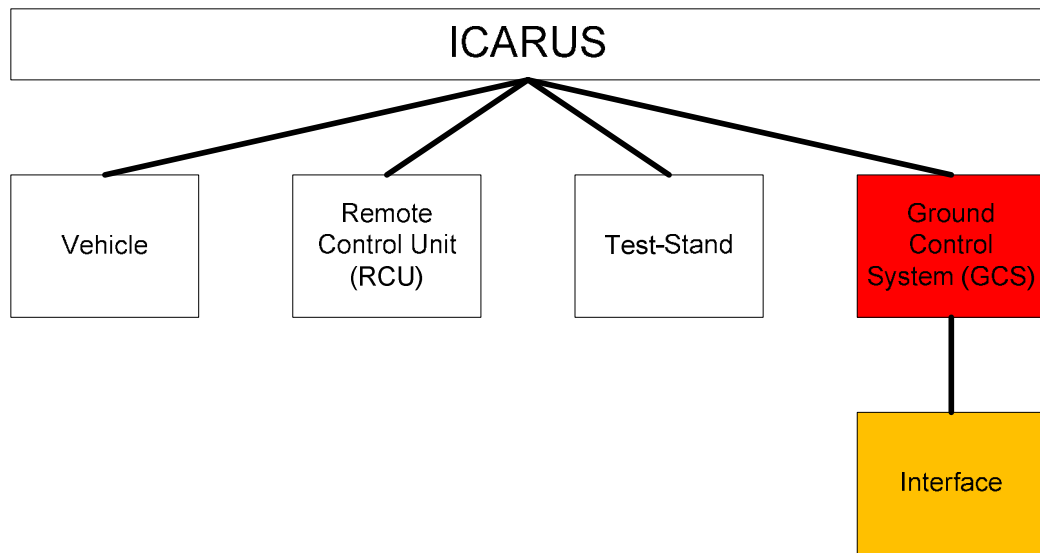 ICARUS
Vehicle
Remote
Control Unit
(RCU)
Test-Stand
Ground
Control
System (GCS)
Interface